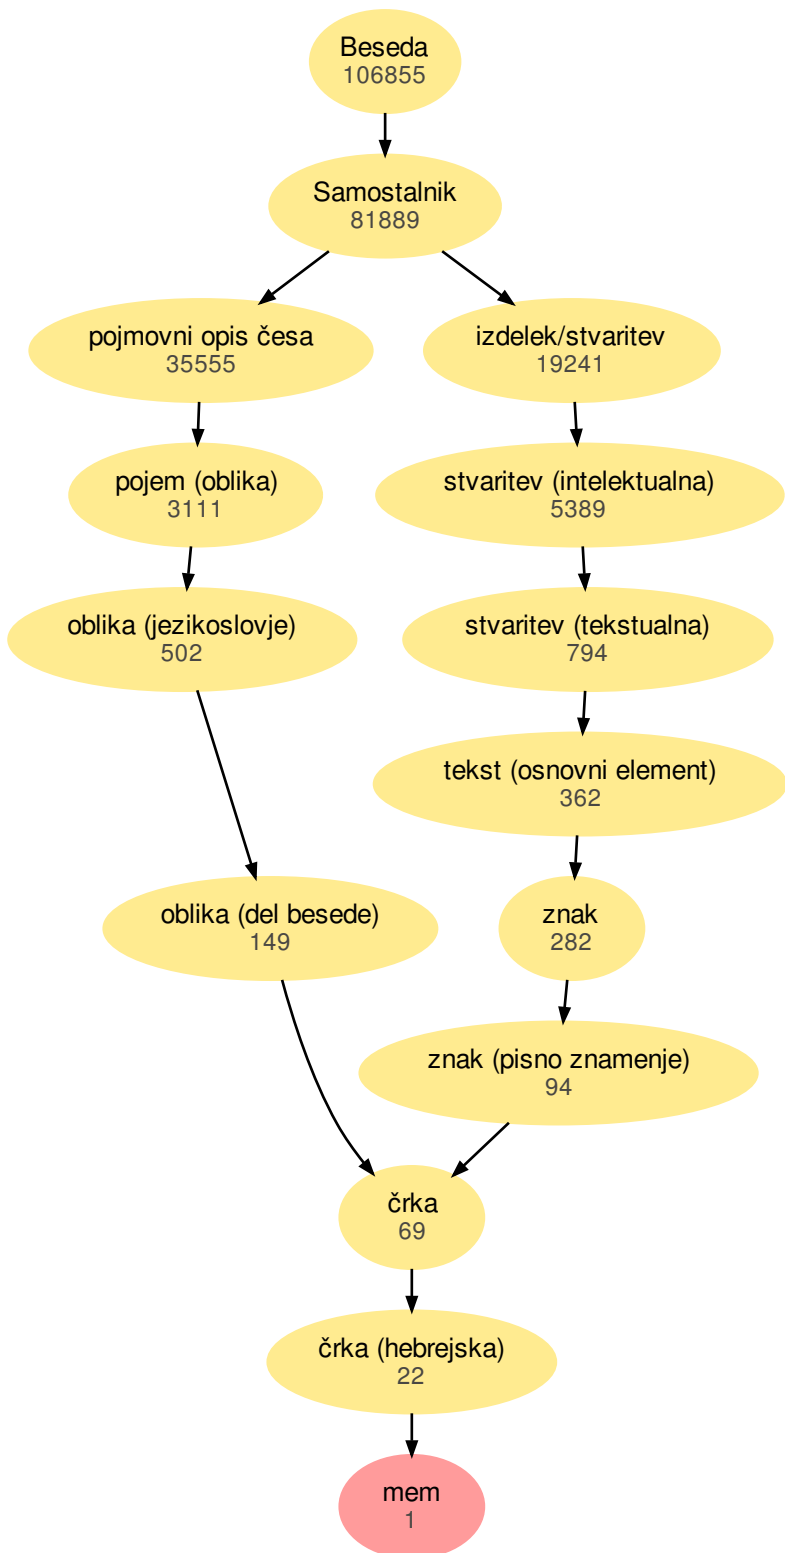 Beseda
106855
Samostalnik
81889
pojmovni opis česa
35555
izdelek/stvaritev
19241
pojem (oblika)
3111
stvaritev (intelektualna)
5389
oblika (jezikoslovje)
502
stvaritev (tekstualna)
794
tekst (osnovni element)
362
oblika (del besede)
149
znak
282
znak (pisno znamenje)
94
črka
69
črka (hebrejska)
22
mem
1